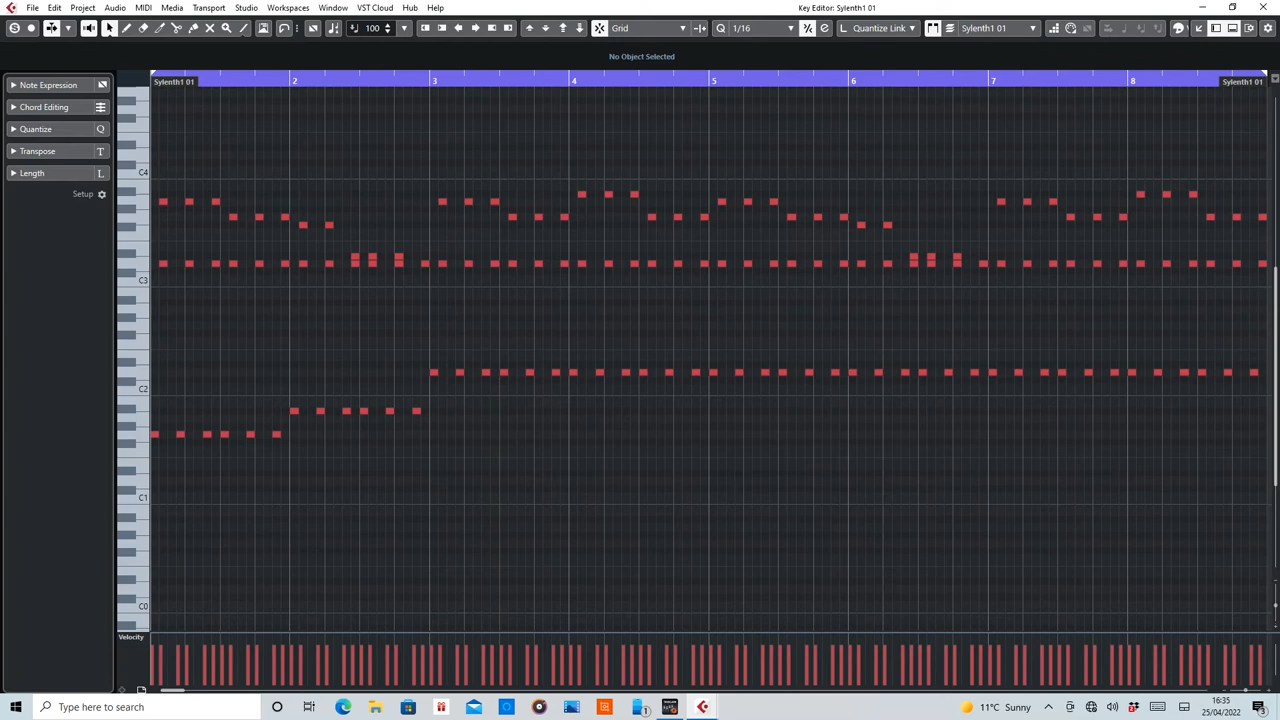 File Edit Project Audio MIDI Media Transport Studio Workspaces Window VST Cloud Hub Help
Key Editor: Sylenth1 01
S 100 Grid Q 1/16 Quantize Link Sylenth1 01
No Object Selected
Sylenth1 01 2 3 4 5 6 7 8 Sylenth1 01
Note Expression
Chord Editing
Quantize Q
Transpose T
Length L
Setup
C4
C3
C2
C1
C0
Velocity
Type here to search
1
11°C Sunny
16:35
25/04/2022
3